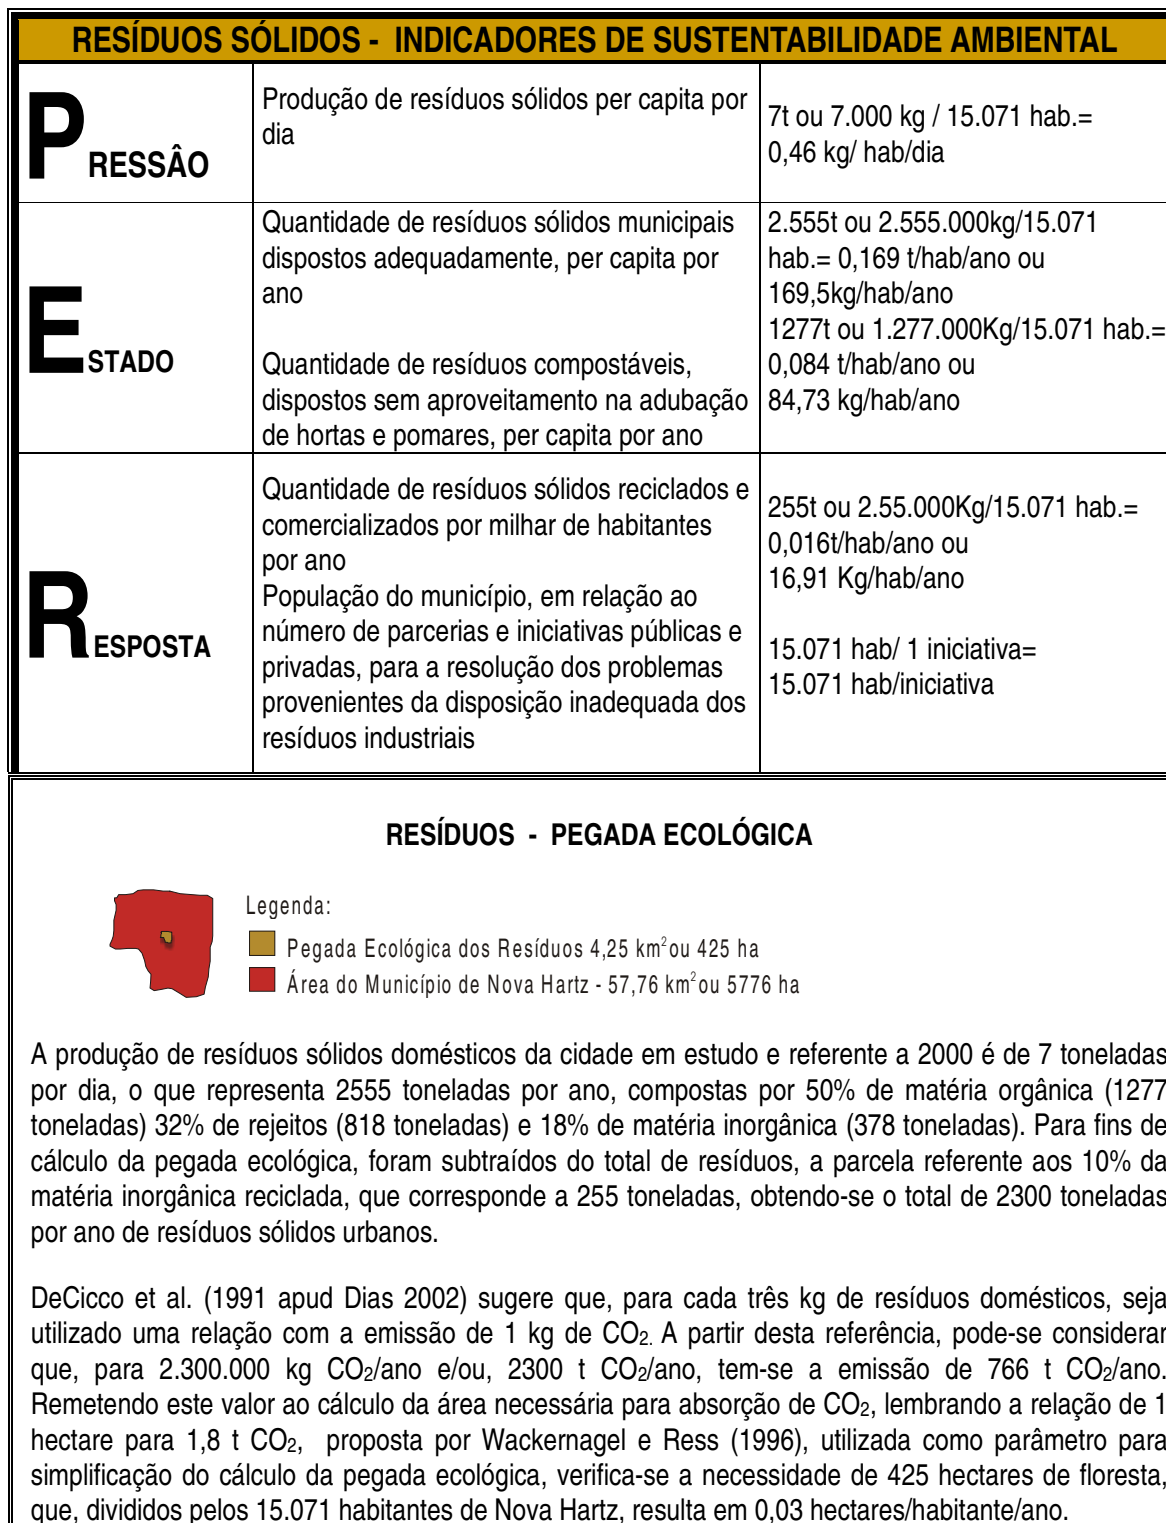 RESÍDUOS SÓLIDOS - INDICADORES DE SUSTENTABILIDADE AMBIENTAL
PRESSÂO
Produção de resíduos sólidos per capita por
dia
7t ou 7.000 kg / 15.071 hab.=
0,46 kg/ hab/dia
ESTADO
Quantidade de resíduos sólidos municipais
dispostos adequadamente, per capita por
ano
Quantidade de resíduos compostáveis,
dispostos sem aproveitamento na adubação
de hortas e pomares, per capita por ano
2.555t ou 2.555.000kg/15.071
hab.= 0,169 t/hab/ano ou
169,5kg/hab/ano
1277t ou 1.277.000Kg/15.071 hab.=
0,084 t/hab/ano ou
84,73 kg/hab/ano
RESPOSTA
Quantidade de resíduos sólidos reciclados e
comercializados por milhar de habitantes
por ano
População do município, em relação ao
número de parcerias e iniciativas públicas e
privadas, para a resolução dos problemas
provenientes da disposição inadequada dos
resíduos industriais
255t ou 2.55.000Kg/15.071 hab.=
0,016t/hab/ano ou
16,91 Kg/hab/ano
15.071 hab/ 1 iniciativa=
15.071 hab/iniciativa
RESÍDUOS - PEGADA ECOLÓGICA
Legenda:
Pegada Ecológica dos Resíduos 4,25 km² ou 425 ha
Área do Município de Nova Hartz - 57,76 km² ou 5776 ha
A produção de resíduos sólidos domésticos da cidade em estudo e referente a 2000 é de 7 toneladas
por dia, o que representa 2555 toneladas por ano, compostas por 50% de matéria orgânica (1277
toneladas) 32% de rejeitos (818 toneladas) e 18% de matéria inorgânica (378 toneladas). Para fins de
cálculo da pegada ecológica, foram subtraídos do total de resíduos, a parcela referente aos 10% da
matéria inorgânica reciclada, que corresponde a 255 toneladas, obtendo-se o total de 2300 toneladas
por ano de resíduos sólidos urbanos.
DeCicco et al. (1991 apud Dias 2002) sugere que, para cada três kg de resíduos domésticos, seja
utilizado uma relação com a emissão de 1 kg de CO₂. A partir desta referência, pode-se considerar
que, para 2.300.000 kg CO₂/ano e/ou, 2300 t CO₂/ano, tem-se a emissão de 766 t CO₂/ano.
Remetendo este valor ao cálculo da área necessária para absorção de CO₂, lembrando a relação de 1
hectare para 1,8 t CO₂, proposta por Wackernagel e Ress (1996), utilizada como parâmetro para
simplificação do cálculo da pegada ecológica, verifica-se a necessidade de 425 hectares de floresta,
que, divididos pelos 15.071 habitantes de Nova Hartz, resulta em 0,03 hectares/habitante/ano.